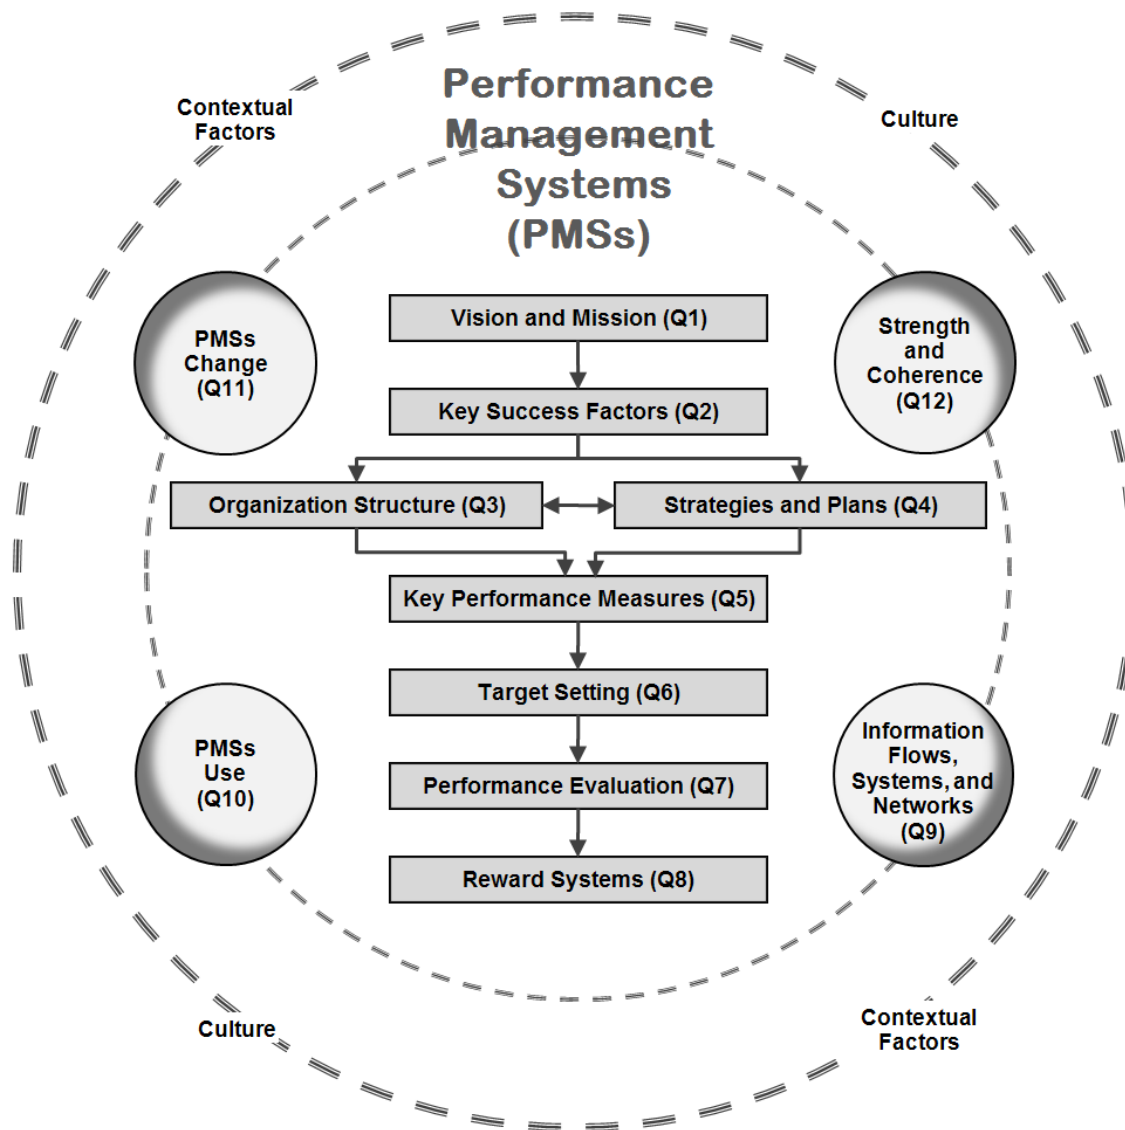 Performance
Management
Systems
(PMSs)
Contextual
Factors
Culture
PMSs
Change
(Q11)
Vision and Mission (Q1)
Strength
and
Coherence
(Q12)
Key Success Factors (Q2)
Organization Structure (Q3)
Strategies and Plans (Q4)
Key Performance Measures (Q5)
Target Setting (Q6)
PMSs
Use
(Q10)
Information
Flows,
Systems, and
Networks
(Q9)
Performance Evaluation (Q7)
Reward Systems (Q8)
Culture
Contextual
Factors